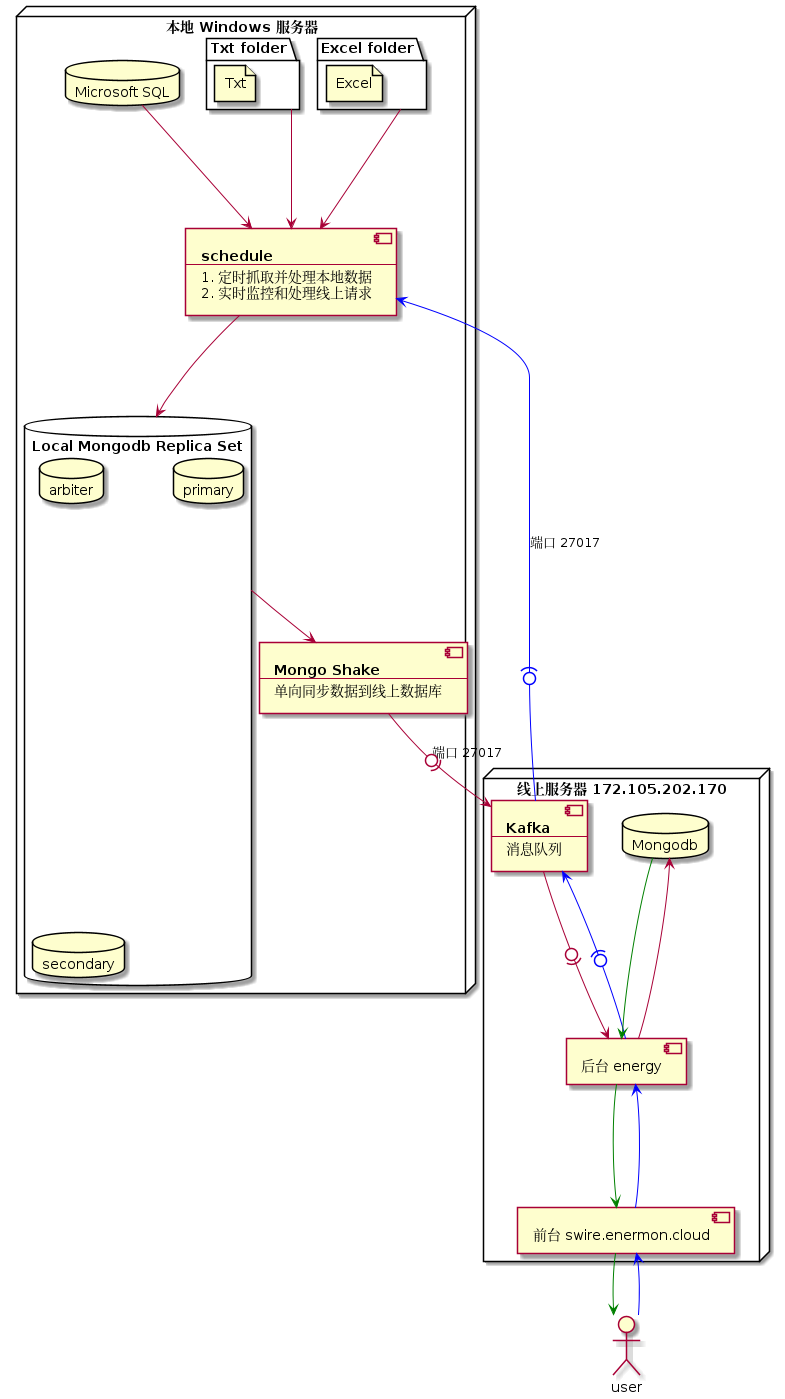 本地 Windows 服务器
Txt folder
Excel folder
Txt
Excel
Microsoft SQL
schedule
1. 定时抓取并处理本地数据
2. 实时监控和处理线上请求
Local Mongodb Replica Set
arbiter
primary
端口 27017
Mongo Shake
单向同步数据到线上数据库
端口 27017
线上服务器 172.105.202.170
Kafka
消息队列
Mongodb
secondary
后台 energy
前台 swire.enermon.cloud
user